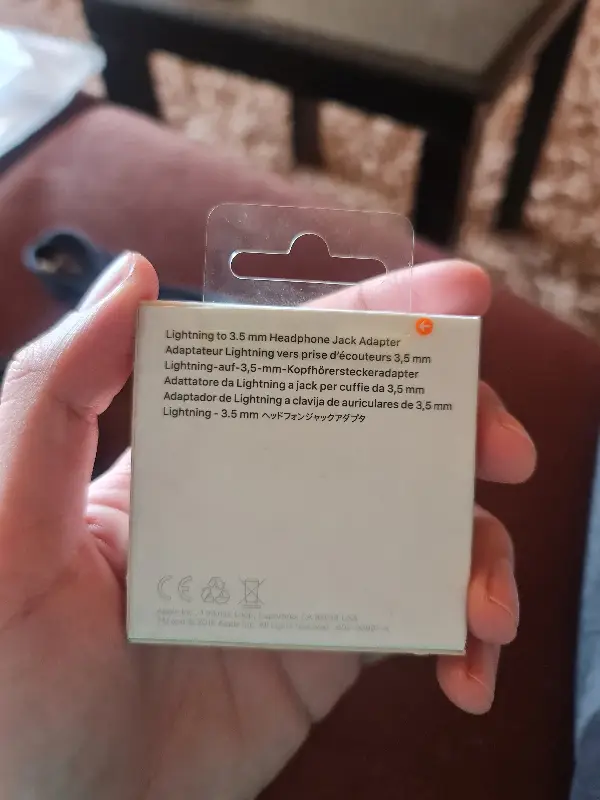 Lightning to 3.5 mm Headphone Jack Adapter
Adaptateur Lightning vers prise d'écouteurs 3,5 mm
Lightning-auf-3,5-mm-Kopfhörersteckeradapter
Adattatore da Lightning a jack per cuffie da 3,5 mm
Adaptador de Lightning a clavija de auriculares de 3,5 mm
Lightning - 3.5 mm ヘッドフォンジャックアダプタ
CE